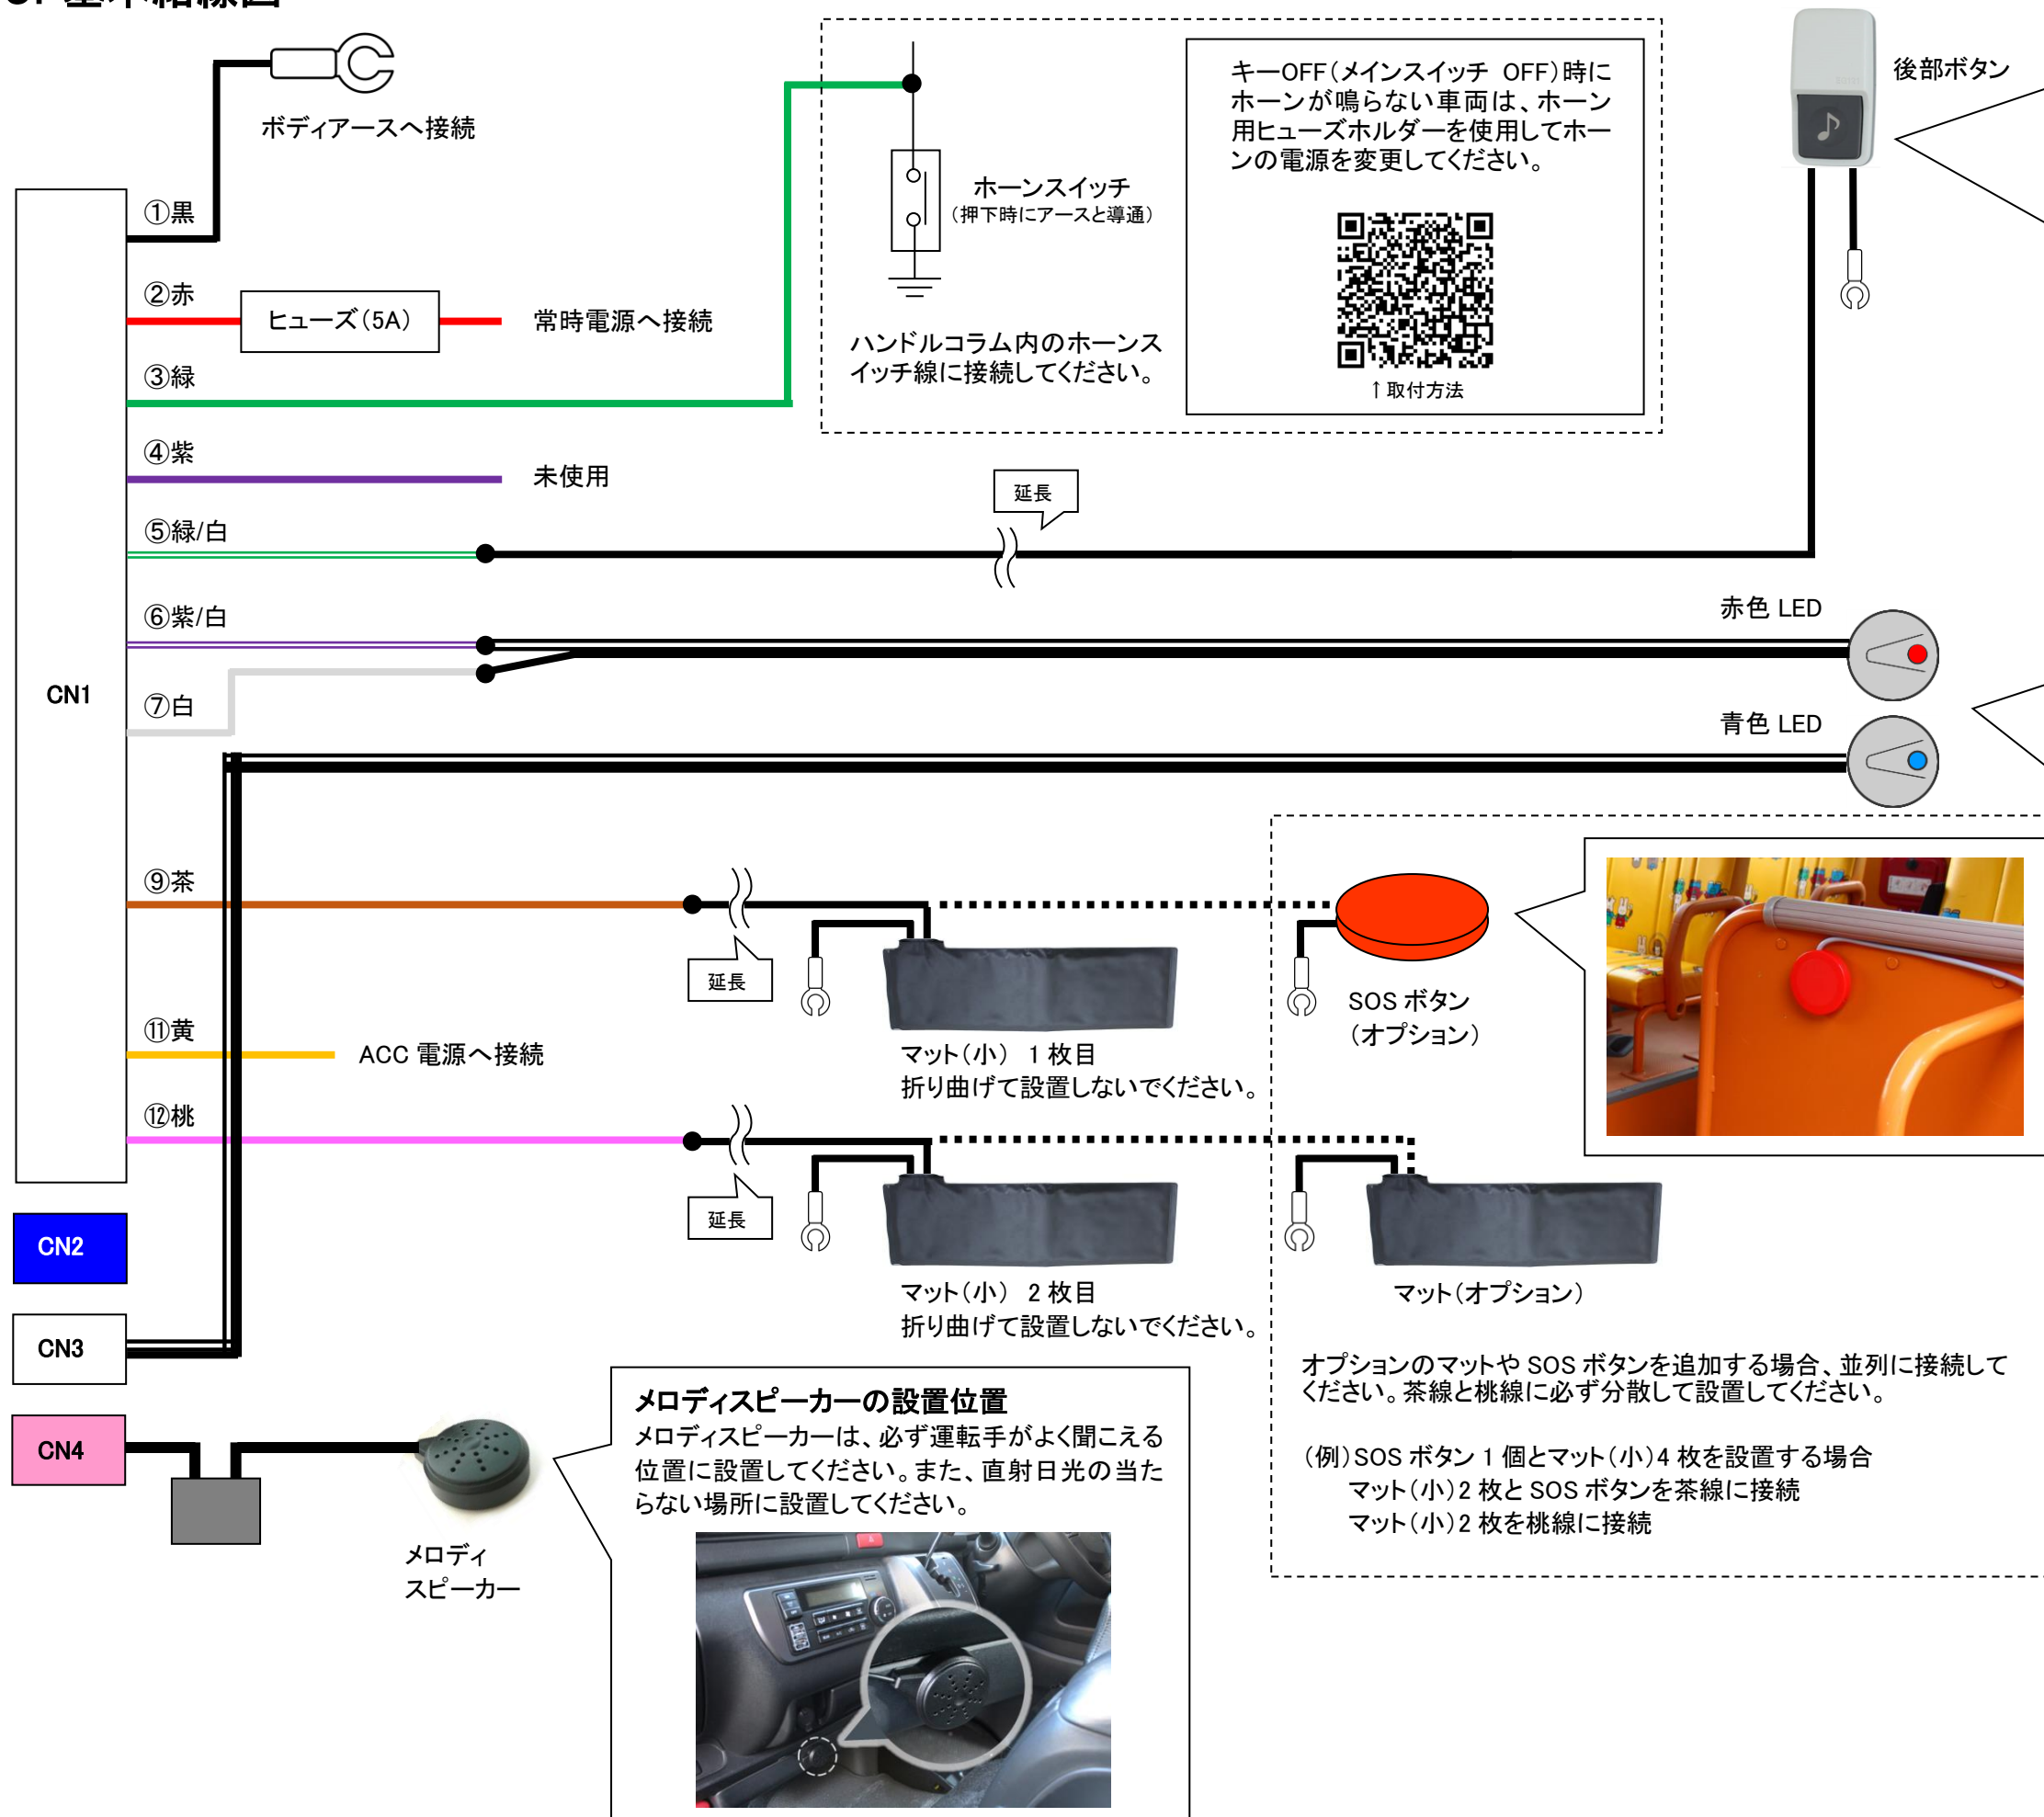 3. 基本結線図
ボディアースへ接続
①黒
②赤
ヒューズ(5A)
常時電源へ接続
③緑
④紫
未使用
⑤緑/白
⑥紫/白
⑦白
CN1
⑨茶
⑪黄
ACC 電源へ接続
⑫桃
CN2
CN3
CN4
ホーンスイッチ
(押下時にアースと導通)
ハンドルコラム内のホーンス
イッチ線に接続してください。
キーOFF(メインスイッチ OFF)時に
ホーンが鳴らない車両は、ホーン
用ヒューズホルダーを使用してホー
ンの電源を変更してください。
↑取付方法
後部ボタン
延長
赤色 LED
青色 LED
延長
マット(小) 1 枚目
折り曲げて設置しないでください。
SOS ボタン
(オプション)
延長
マット(小) 2 枚目
折り曲げて設置しないでください。
マット(オプション)
オプションのマットや SOS ボタンを追加する場合、並列に接続して
ください。茶線と桃線に必ず分散して設置してください。
(例)SOS ボタン 1 個とマット(小)4 枚を設置する場合
マット(小)2 枚と SOS ボタンを茶線に接続
マット(小)2 枚を桃線に接続
メロディ
スピーカー
メロディスピーカーの設置位置
メロディスピーカーは、必ず運転手がよく聞こえる
位置に設置してください。また、直射日光の当た
らない場所に設置してください。